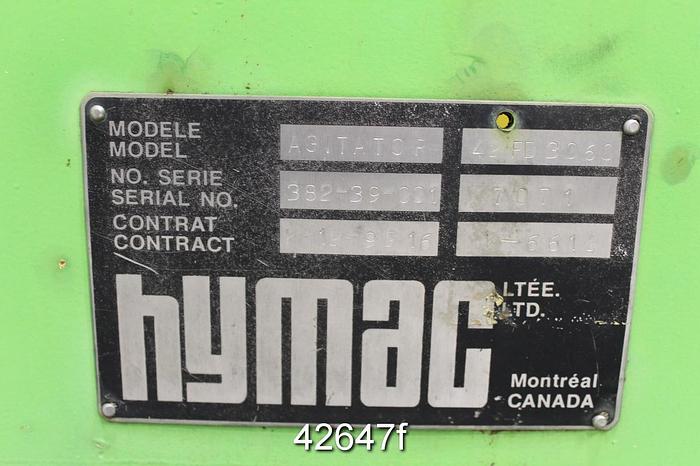 MODELE
MODEL AGITATOR
NO. SERIE
SERIAL NO. 382-39-001 7071
CONTRAT
CONTRACT
hymac LTÉE.
LTD.
Montréal
CANADA
42647f